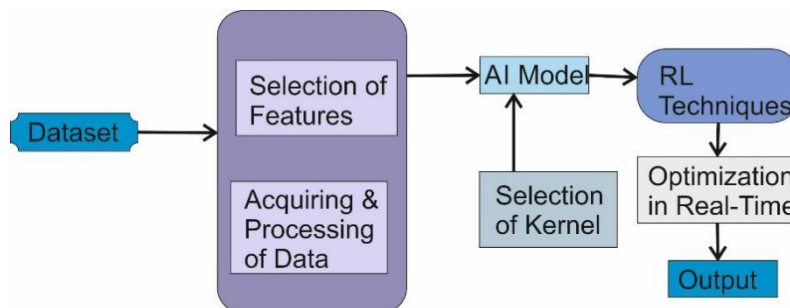 Dataset
Selection of
Features
Acquiring &
Processing
of Data
AI Model
Selection
of Kernel
RL
Techniques
Optimization
in Real-Time
Output